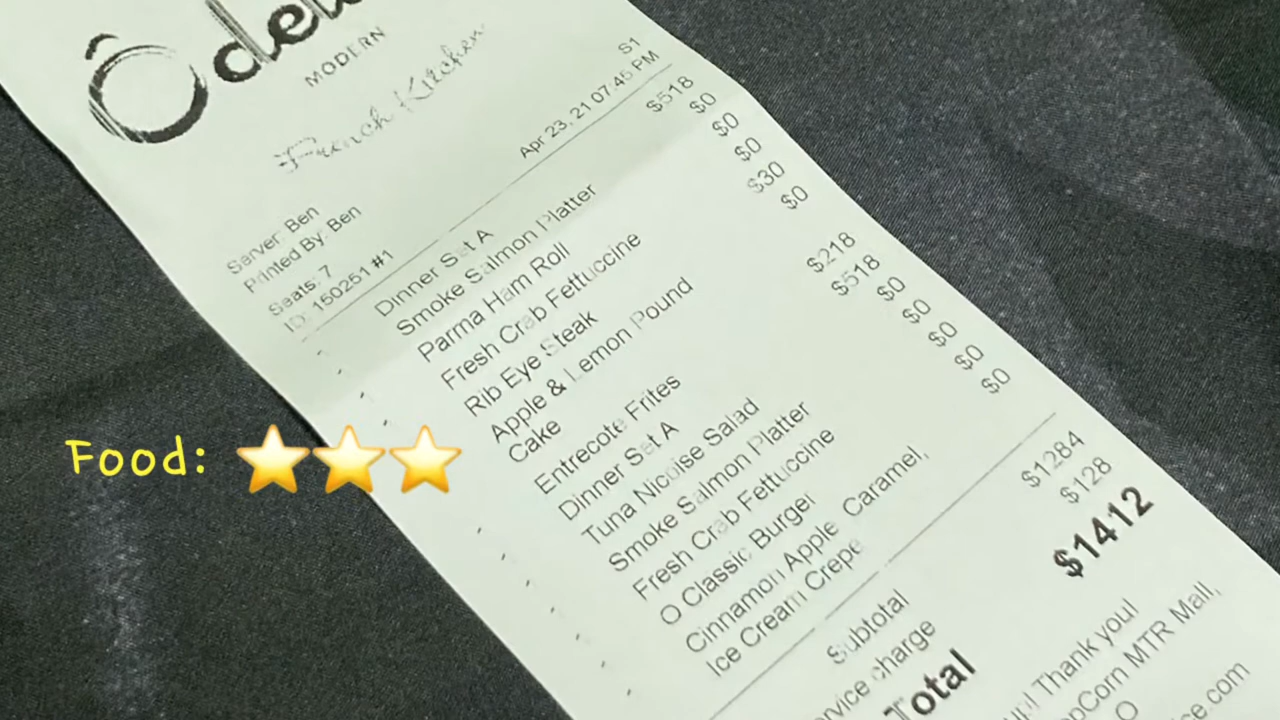 Ô
MODERN
French Kitchen
S1
Apr 23, 21 07:45 PM
Server: Ben
Printed By: Ben
Seats: 7
ID: 150251 #1
Dinner Set A $518
Smoke Salmon Platter $0
Parma Ham Roll $0
Fresh Crab Fettuccine $0
Rib Eye Steak $30
Apple & Lemon Pound $0
Cake
Entrecote Frites $218
Dinner Set A $518
Tuna Nicoise Salad $0
Smoke Salmon Platter $0
Fresh Crab Fettuccine $0
O Classic Burger $0
Cinnamon Apple Caramel, $0
Ice Cream Crepe
Subtotal $1284
charge $128
Total $1412
Thank you!
MTR Mall,
O
Food: